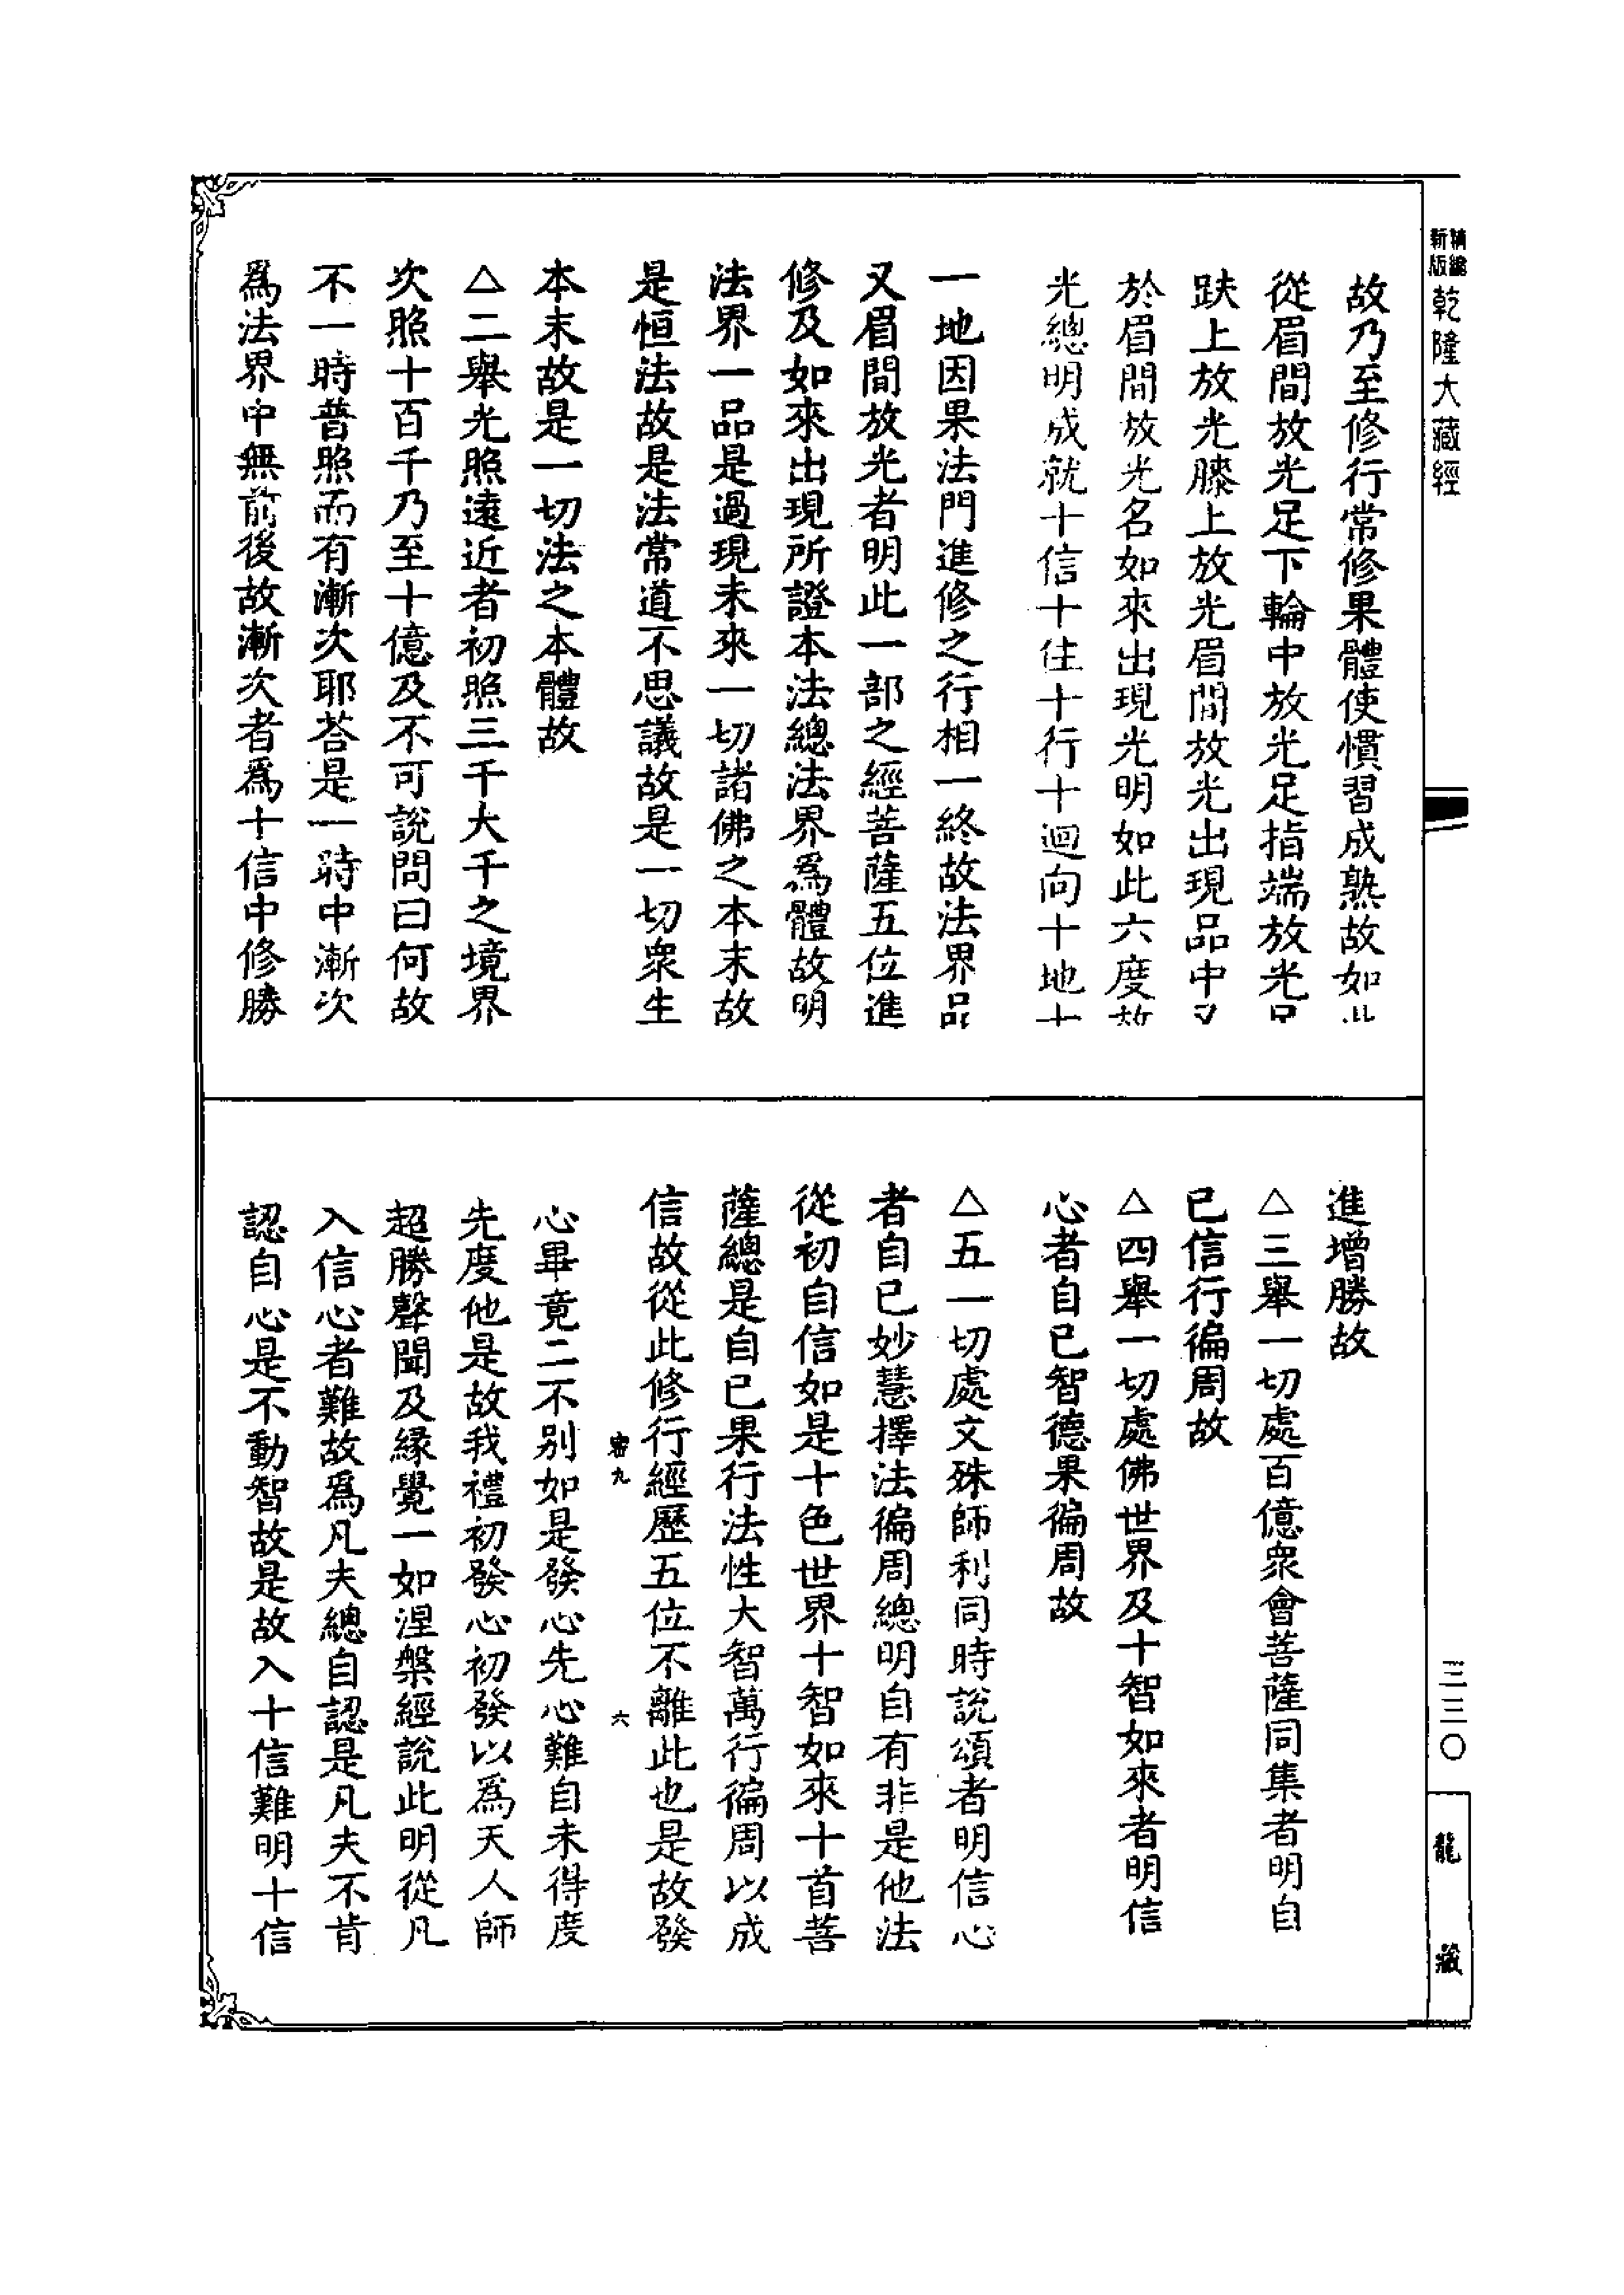 精編
新版
乾隆大藏經
故乃至修行常修果體使慣習成熟故如此
從眉間放光足下輪中放光足指端放光足
趺上放光膝上放光眉間放光出現品中又
於眉間放光名如來出現光明如此六度放
光總明成就十信十住十行十迴向十地十
一地因果法門進修之行相一終故法界品
又眉間放光者明此一部之經菩薩五位進
修及如來出現所證本法總法界爲體故明
法界一品是過現未來一切諸佛之本末故
是恒法故是法常道不思議故是一切衆生
本末故是一切法之本體故
△二舉光照遠近者初照三千大千之境界
次照十百千乃至十億及不可說問曰何故
不一時普照而有漸次耶荅是一時中漸次
爲法界中無前後故漸次者爲十信中修勝
進增勝故
△三舉一切處百億衆會菩薩同集者明自
已信行徧周故
△四舉一切處佛世界及十智如來者明信
心者自已智德果徧周故
△五一切處文殊師利同時說頌者明信心
者自已妙慧擇法徧周總明自有非是他法
從初自信如是十色世界十智如來十首菩
薩總是自已果行法性大智萬行徧周以成
信故從此修行經歷五位不離此也是故發
密九
六
心畢竟二不别如是發心先心難自未得度
先度他是故我禮初發心初發以爲天人師
超勝聲聞及緣覺一如涅槃經說此明從凡
入信心者難故爲凡夫總自認是凡夫不肯
認自心是不動智故是故入十信難明十信
三三〇
龍藏